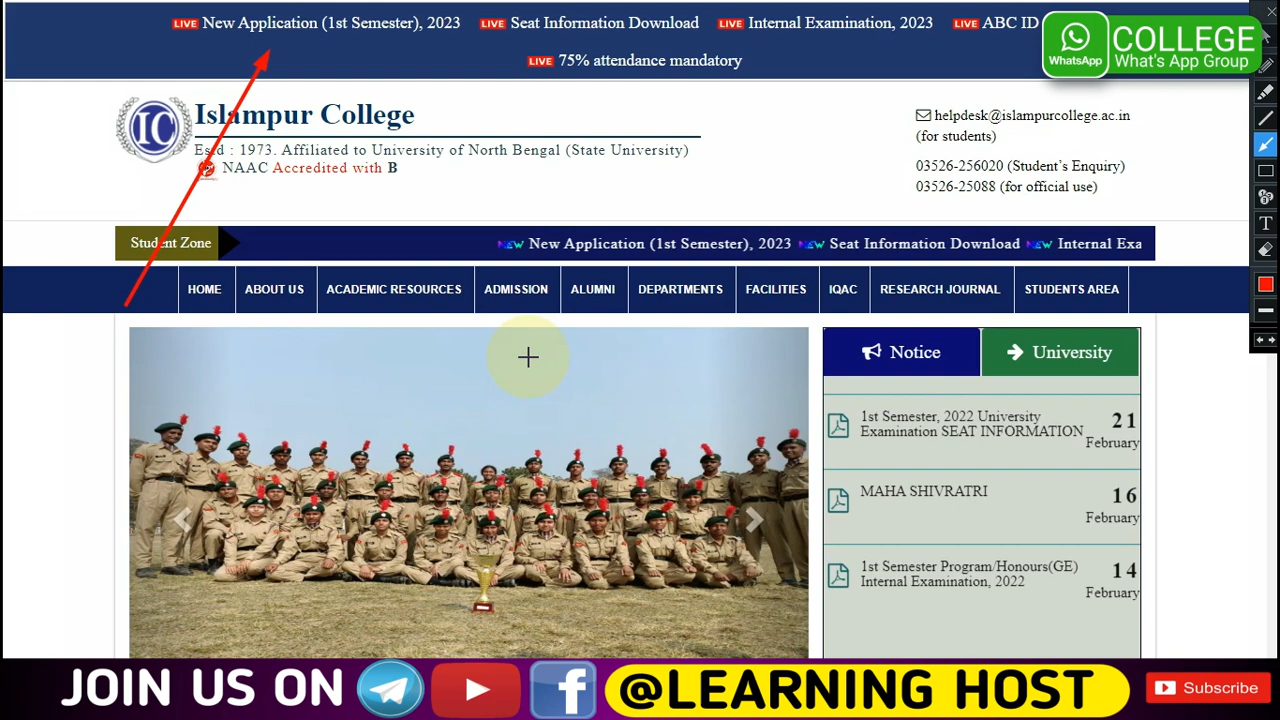 LIVE New Application (1st Semester), 2023 LIVE Seat Information Download LIVE Internal Examination, 2023 LIVE ABC ID
LIVE 75% attendance mandatory
WhatsApp
COLLEGE
What's App Group
IC
Islampur College
Estd : 1973. Affiliated to University of North Bengal (State University)
NAAC Accredited with B
helpdesk@islampurcollege.ac.in
(for students)
03526-256020 (Student’s Enquiry)
03526-25088 (for official use)
Student Zone
NEW New Application (1st Semester), 2023 NEW Seat Information Download NEW Internal Exa
HOME ABOUT US ACADEMIC RESOURCES ADMISSION ALUMNI DEPARTMENTS FACILITIES IQAC RESEARCH JOURNAL STUDENTS AREA
Notice
University
1st Semester, 2022 University
Examination SEAT INFORMATION
21
February
MAHA SHIVRATRI
16
February
1st Semester Program/Honours(GE)
Internal Examination, 2022
14
February
JOIN US ON @LEARNING HOST
Subscribe